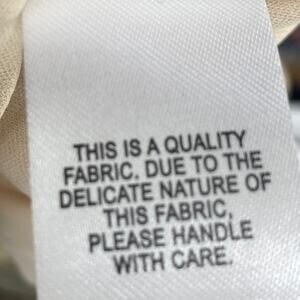 THIS IS A QUALITY
FABRIC. DUE TO THE
DELICATE NATURE OF
THIS FABRIC,
PLEASE HANDLE
WITH CARE.